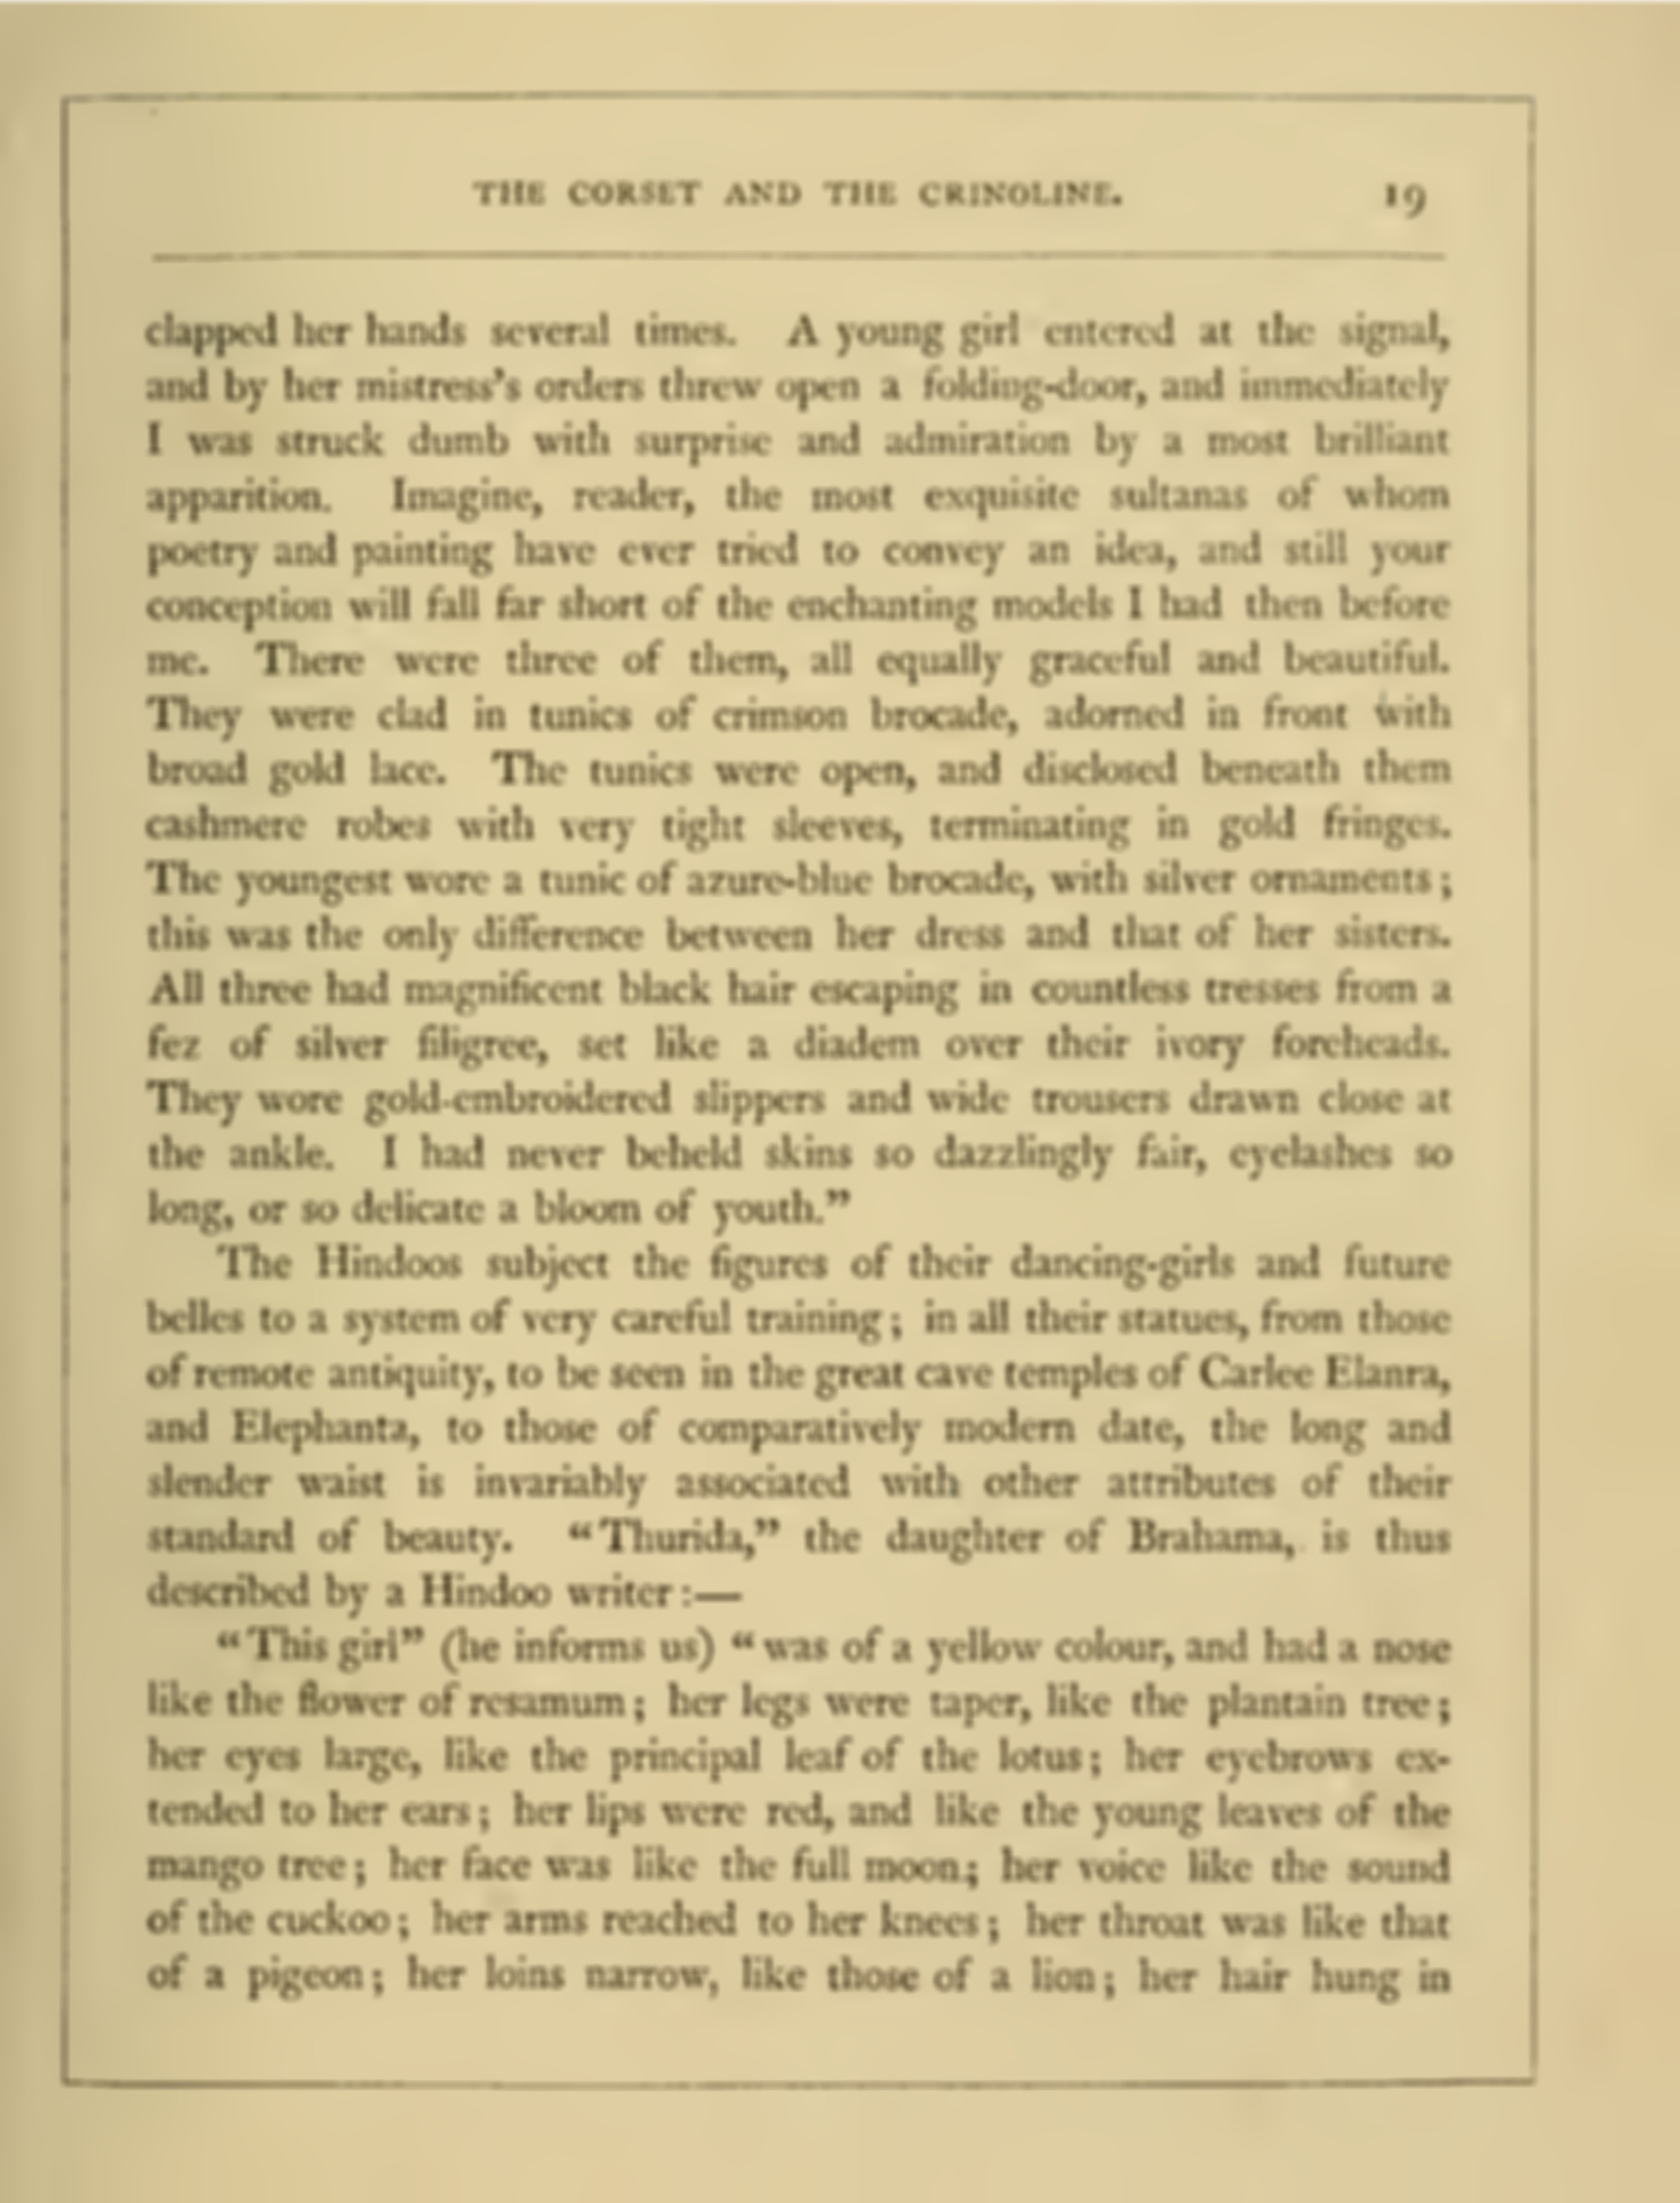 THE CORSET AND THE CRINOLINE. 19
clapped her hands several times. A young girl entered at the signal,
and by her mistress's orders threw open a folding-door, and immediately
I was struck dumb with surprise and admiration by a most brilliant
apparition. Imagine, reader, the most exquisite sultanas of whom
poetry and painting have ever tried to convey an idea, and still your
conception will fall far short of the enchanting models I had then before
me. There were three of them, all equally graceful and beautiful.
They were clad in tunics of crimson brocade, adorned in front with
broad gold lace. The tunics were open, and disclosed beneath them
cashmere robes with very tight sleeves, terminating in gold fringes.
The youngest wore a tunic of azure-blue brocade, with silver ornaments;
this was the only difference between her dress and that of her sisters.
All three had magnificent black hair escaping in countless tresses from a
fez of silver filigree, set like a diadem over their ivory foreheads.
They wore gold-embroidered slippers and wide trousers drawn close at
the ankle. I had never beheld skins so dazzlingly fair, eyelashes so
long, or so delicate a bloom of youth.”
The Hindoos subject the figures of their dancing-girls and future
belles to a system of very careful training; in all their statues, from those
of remote antiquity, to be seen in the great cave temples of Carlee Elanra,
and Elephanta, to those of comparatively modern date, the long and
slender waist is invariably associated with other attributes of their
standard of beauty. “Thurida,” the daughter of Brahama, is thus
described by a Hindoo writer:—
“This girl” (he informs us) “was of a yellow colour, and had a nose
like the flower of resamum; her legs were taper, like the plantain tree;
her eyes large, like the principal leaf of the lotus; her eyebrows ex-
tended to her ears; her lips were red, and like the young leaves of the
mango tree; her face was like the full moon; her voice like the sound
of the cuckoo; her arms reached to her knees; her throat was like that
of a pigeon; her loins narrow, like those of a lion; her hair hung in